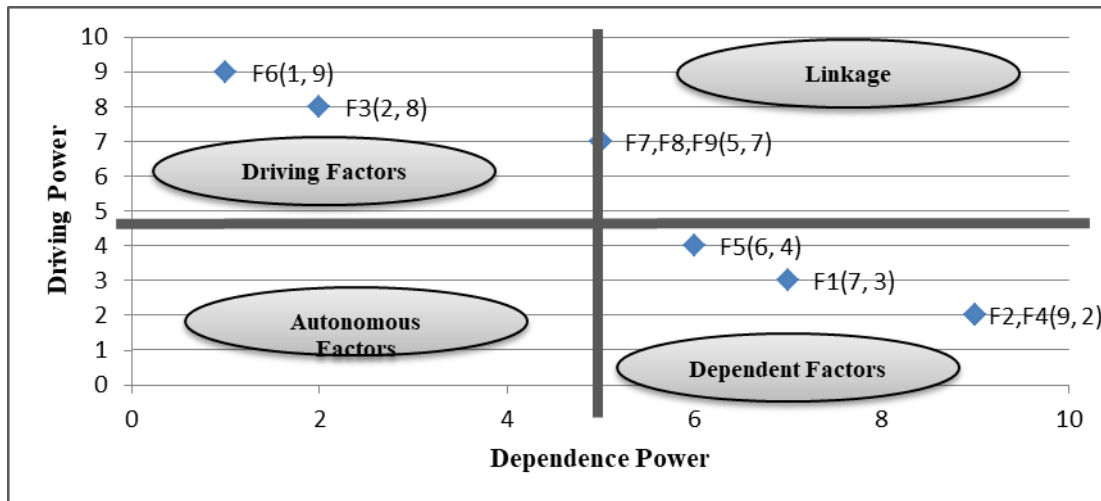 10
9
8
7
6
5
4
3
2
1
0
Driving Power
F6(1, 9)
F3(2, 8)
Linkage
F7,F8,F9(5, 7)
Driving Factors
F5(6, 4)
F1(7, 3)
F2,F4(9, 2)
Autonomous
Factors
Dependent Factors
0
2
4
6
8
10
Dependence Power